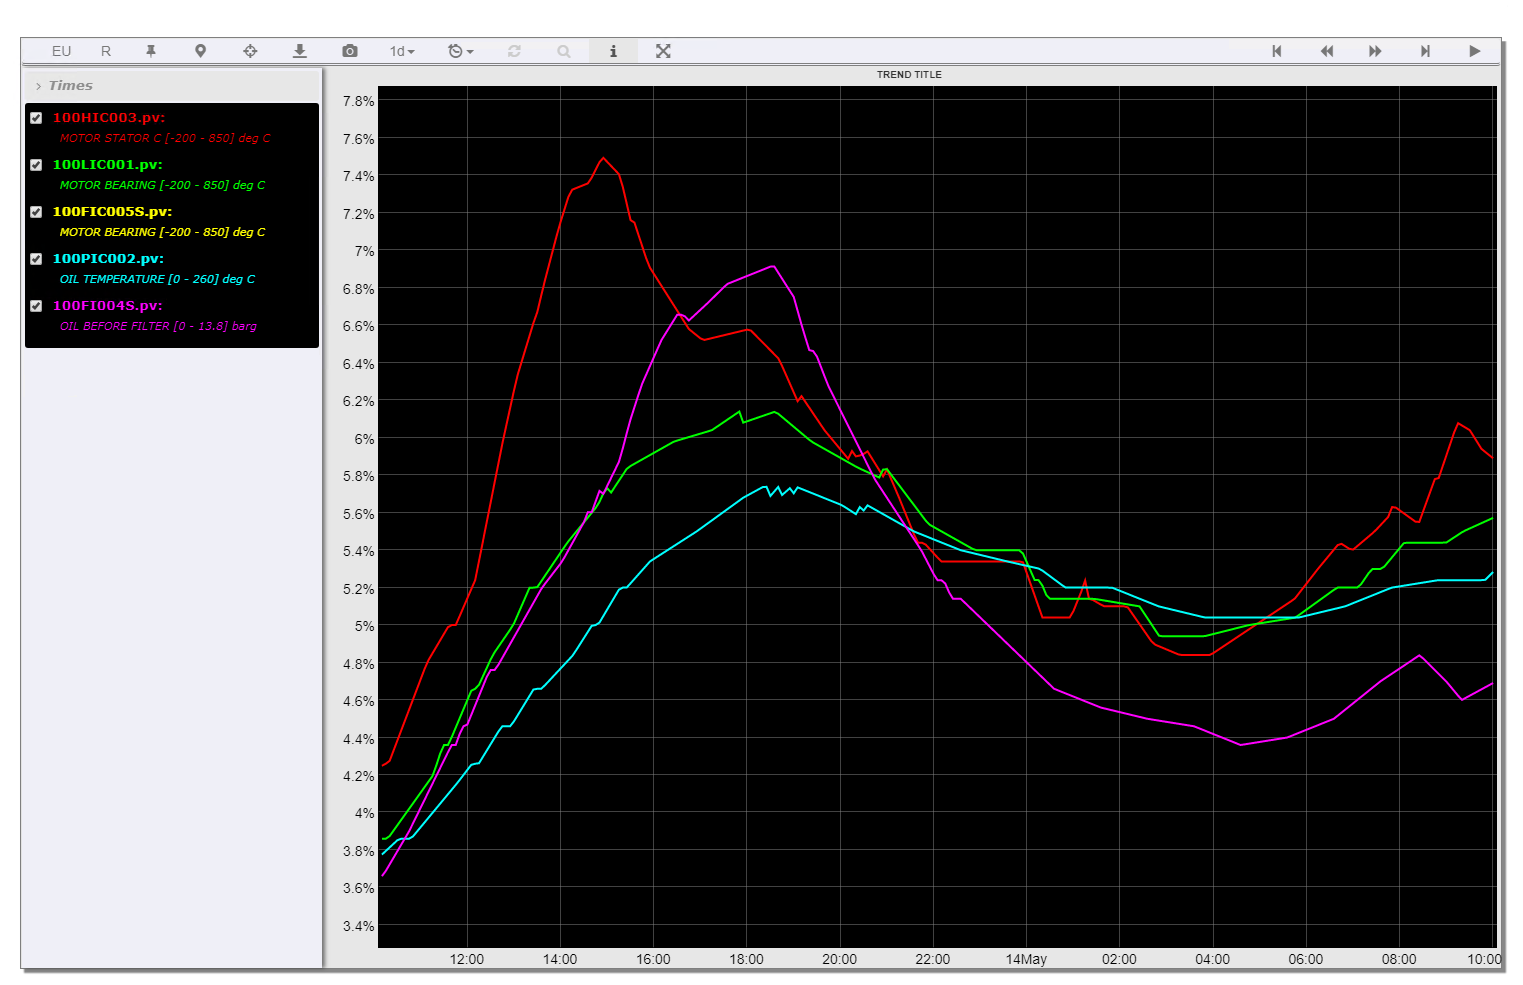 EU R 1d
Times
TREND TITLE
100HIC003.pv:
MOTOR STATOR C [-200 - 850] deg C
100LIC001.pv:
MOTOR BEARING [-200 - 850] deg C
100FIC005S.pv:
MOTOR BEARING [-200 - 850] deg C
100PIC002.pv:
OIL TEMPERATURE [0 - 260] deg C
100FI004S.pv:
OIL BEFORE FILTER [0 - 13.8] barg
7.8%
7.6%
7.4%
7.2%
7%
6.8%
6.6%
6.4%
6.2%
6%
5.8%
5.6%
5.4%
5.2%
5%
4.8%
4.6%
4.4%
4.2%
4%
3.8%
3.6%
3.4%
12:00 14:00 16:00 18:00 20:00 22:00 14May 02:00 04:00 06:00 08:00 10:00